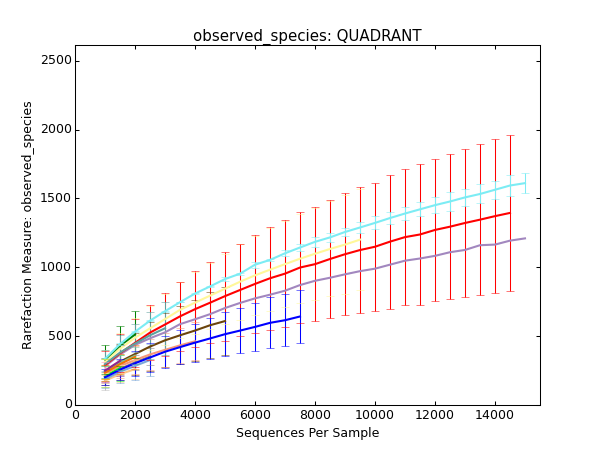 observed_species: QUADRANT
2500
2000
1500
1000
500
0
0 2000 4000 6000 8000 10000 12000 14000
Rarefaction Measure: observed_species
Sequences Per Sample